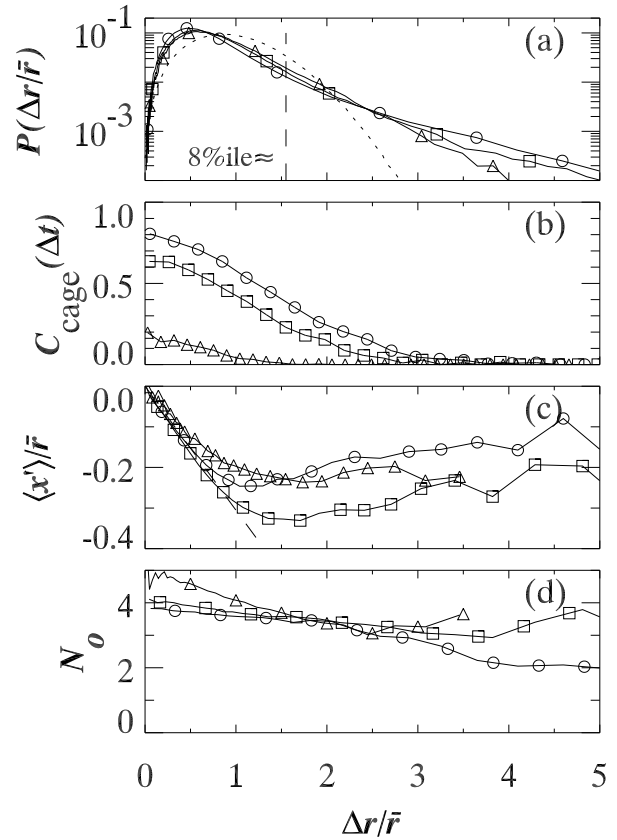 10⁻¹
10⁻³
P(Δr/r̄)
(a)
8%ile≈
1.0
0.5
0.0
C_cage(Δt)
(b)
0.0
-0.2
-0.4
⟨x'⟩/r̄
(c)
4
2
0
N_o
(d)
0 1 2 3 4 5
Δr/r̄